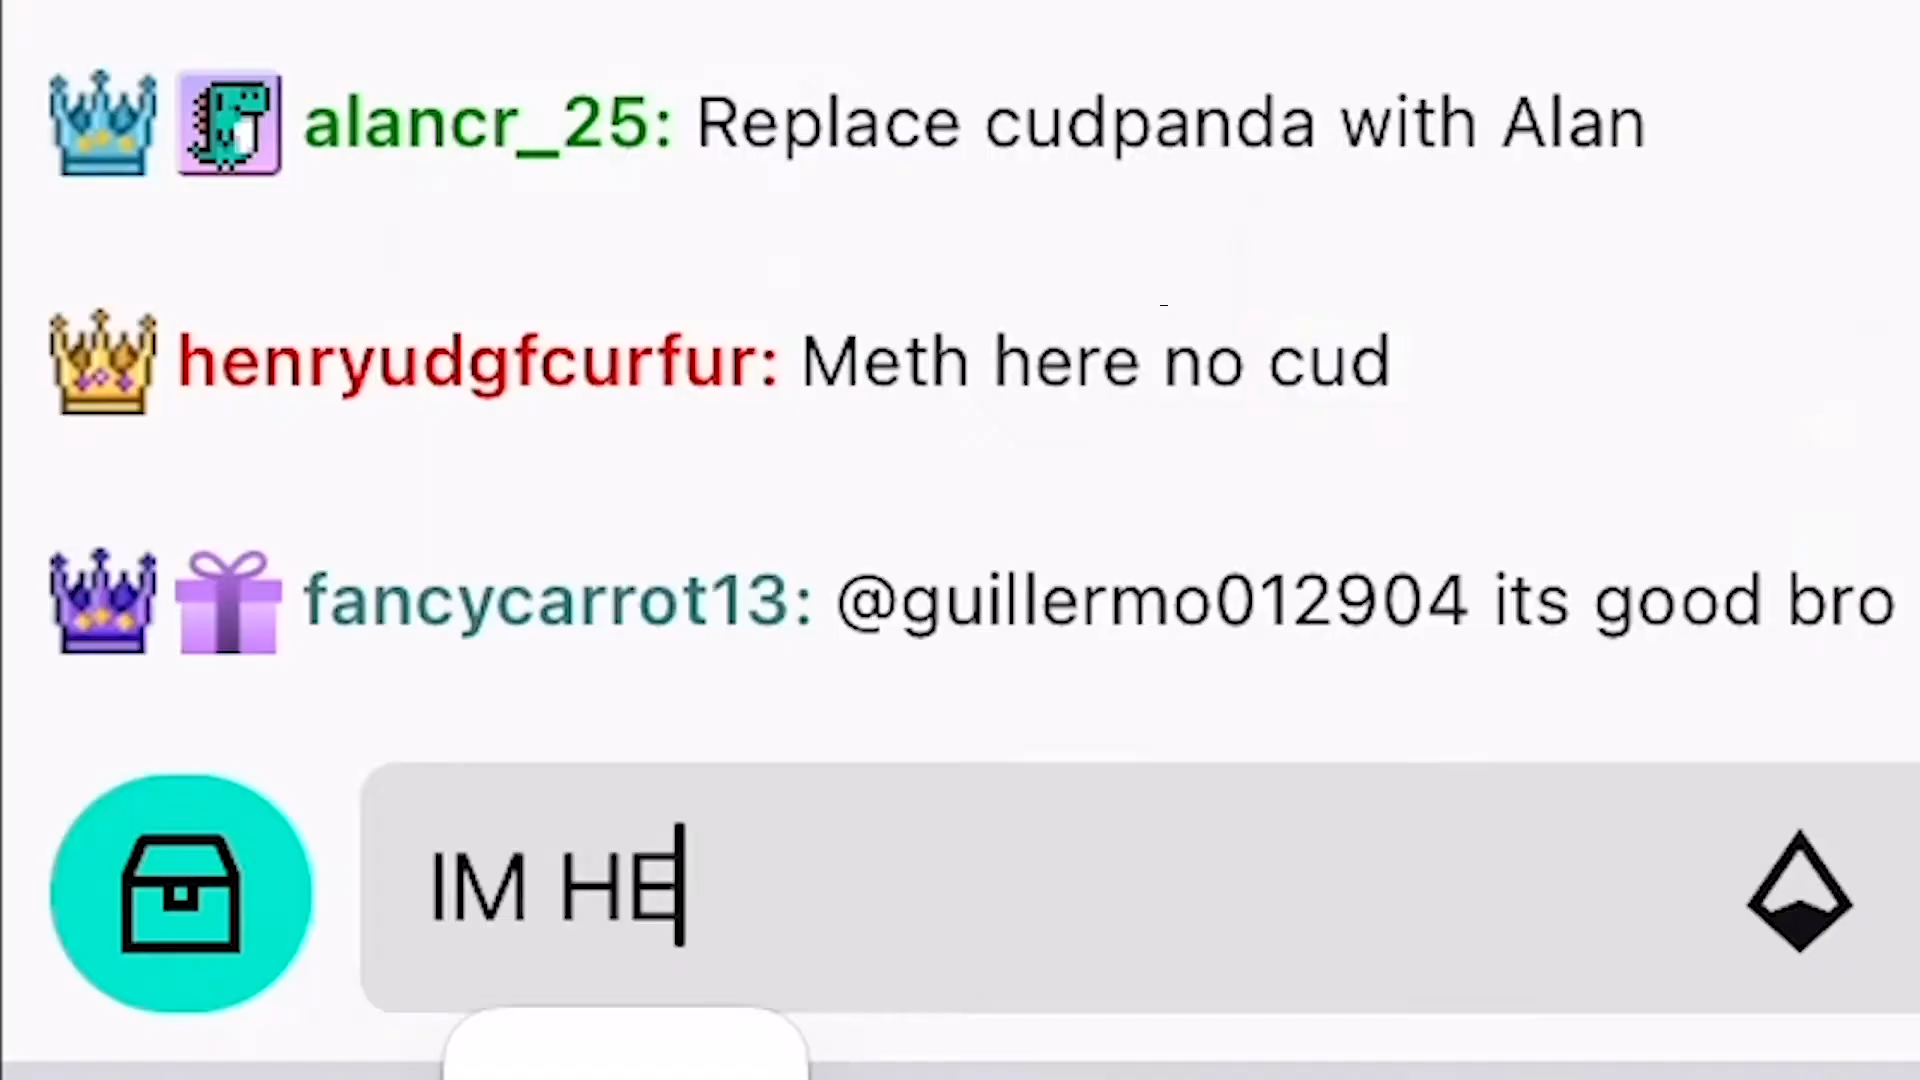 alancr_25: Replace cudpanda with Alan
henryudgfcurfur: Meth here no cud
fancycarrot13: @guillermo012904 its good bro
IM HE